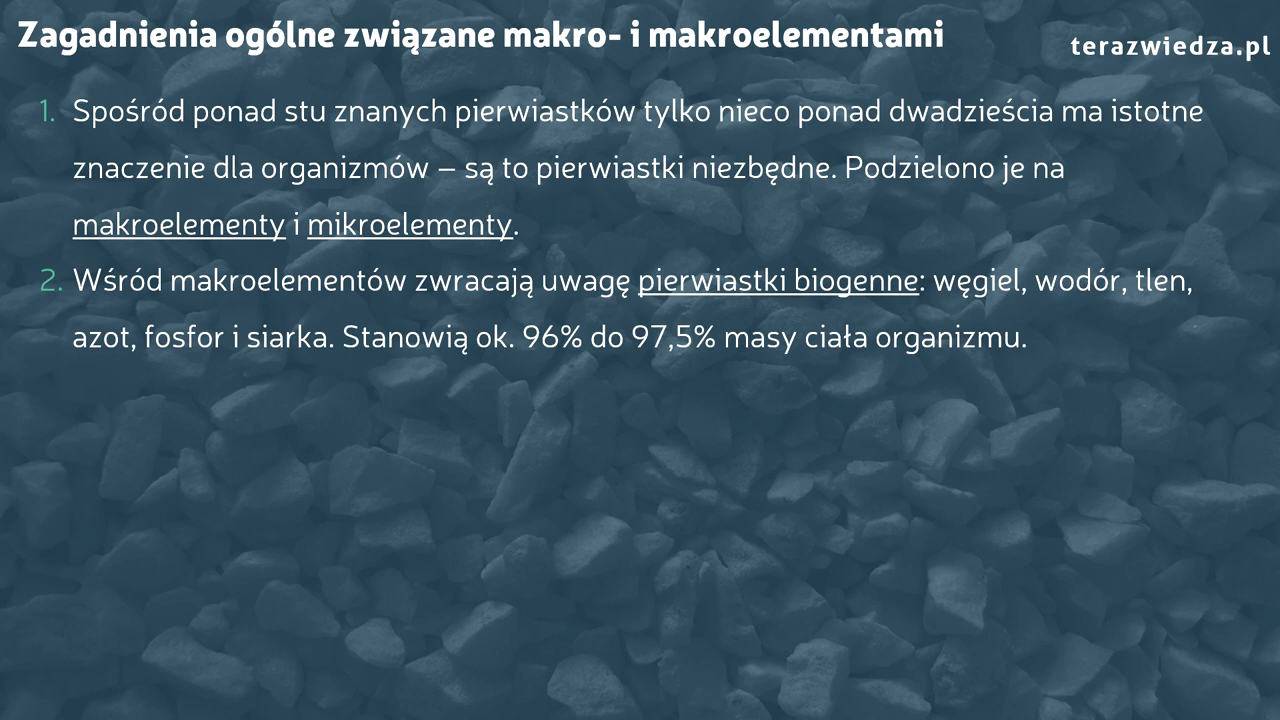 Zagadnienia ogólne związane makro- i makroelementami
terazwiedza.pl
1. Spośród ponad stu znanych pierwiastków tylko nieco ponad dwadzieścia ma istotne
znaczenie dla organizmów – są to pierwiastki niezbędne. Podzielono je na
makroelementy i mikroelementy.
2. Wśród makroelementów zwracają uwagę pierwiastki biogenne: węgiel, wodór, tlen,
azot, fosfor i siarka. Stanowią ok. 96% do 97,5% masy ciała organizmu.